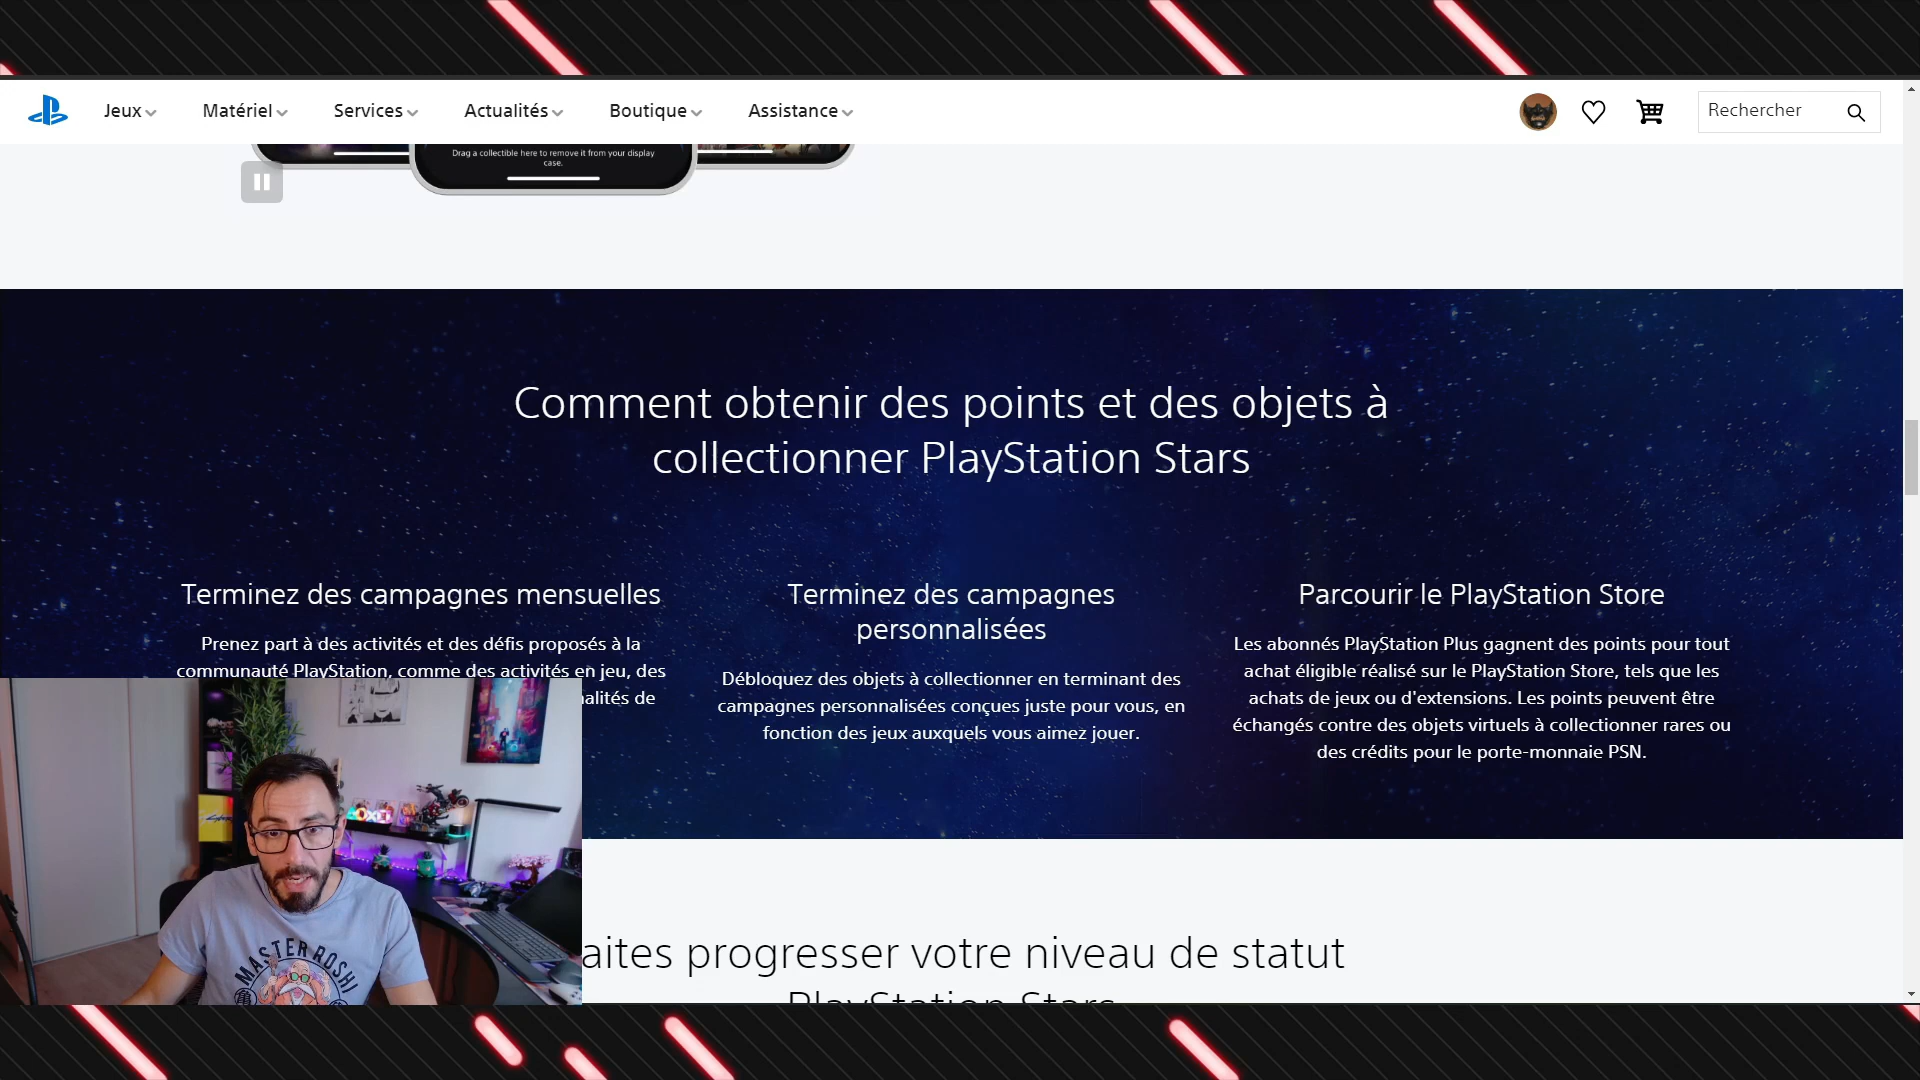 Jeux
Matériel
Services
Actualités
Boutique
Assistance
Rechercher
Drag a collectible here to remove it from your display
case.
Comment obtenir des points et des objets à
collectionner PlayStation Stars
Terminez des campagnes mensuelles
Prenez part à des activités et des défis proposés à la
communauté PlayStation, comme des activités en jeu, des
alités de
Terminez des campagnes
personnalisées
Débloquez des objets à collectionner en terminant des
campagnes personnalisées conçues juste pour vous, en
fonction des jeux auxquels vous aimez jouer.
Parcourir le PlayStation Store
Les abonnés PlayStation Plus gagnent des points pour tout
achat éligible réalisé sur le PlayStation Store, tels que les
achats de jeux ou d'extensions. Les points peuvent être
échangés contre des objets virtuels à collectionner rares ou
des crédits pour le porte-monnaie PSN.
aites progresser votre niveau de statut
PlayStation Stars
MASTER ROSHI